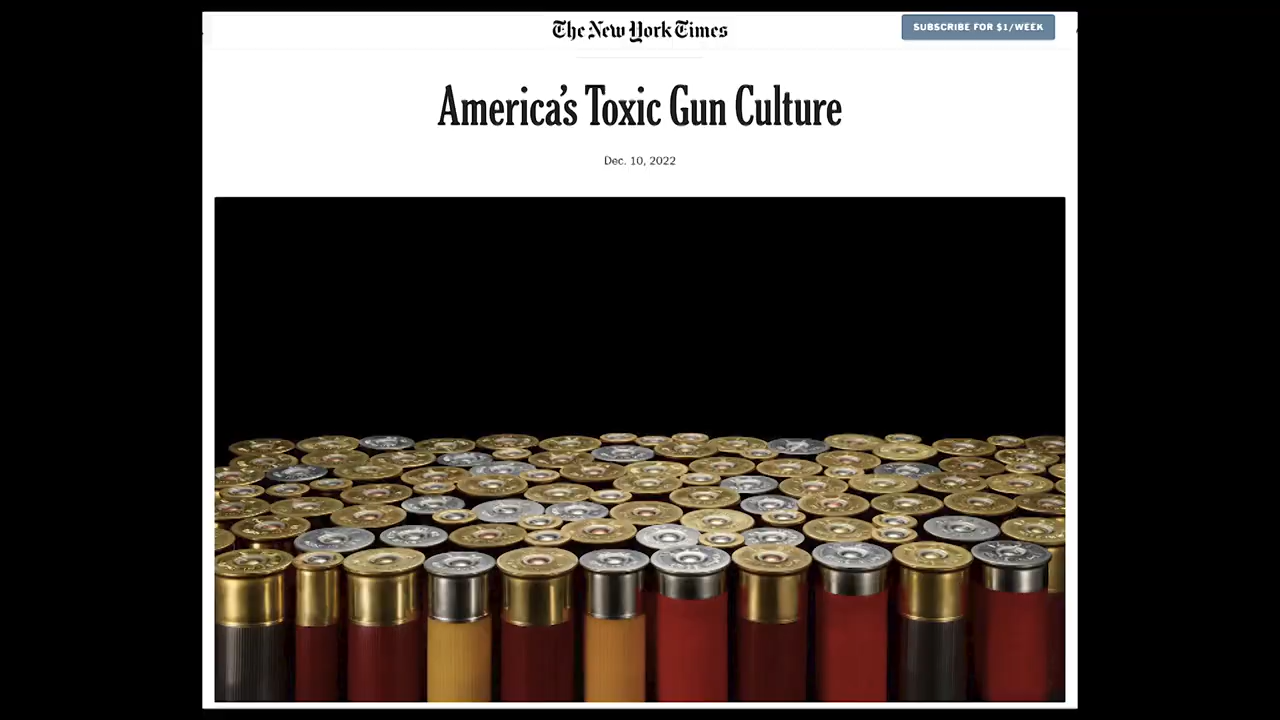 The New York Times
SUBSCRIBE FOR $1/WEEK
America's Toxic Gun Culture
Dec. 10, 2022